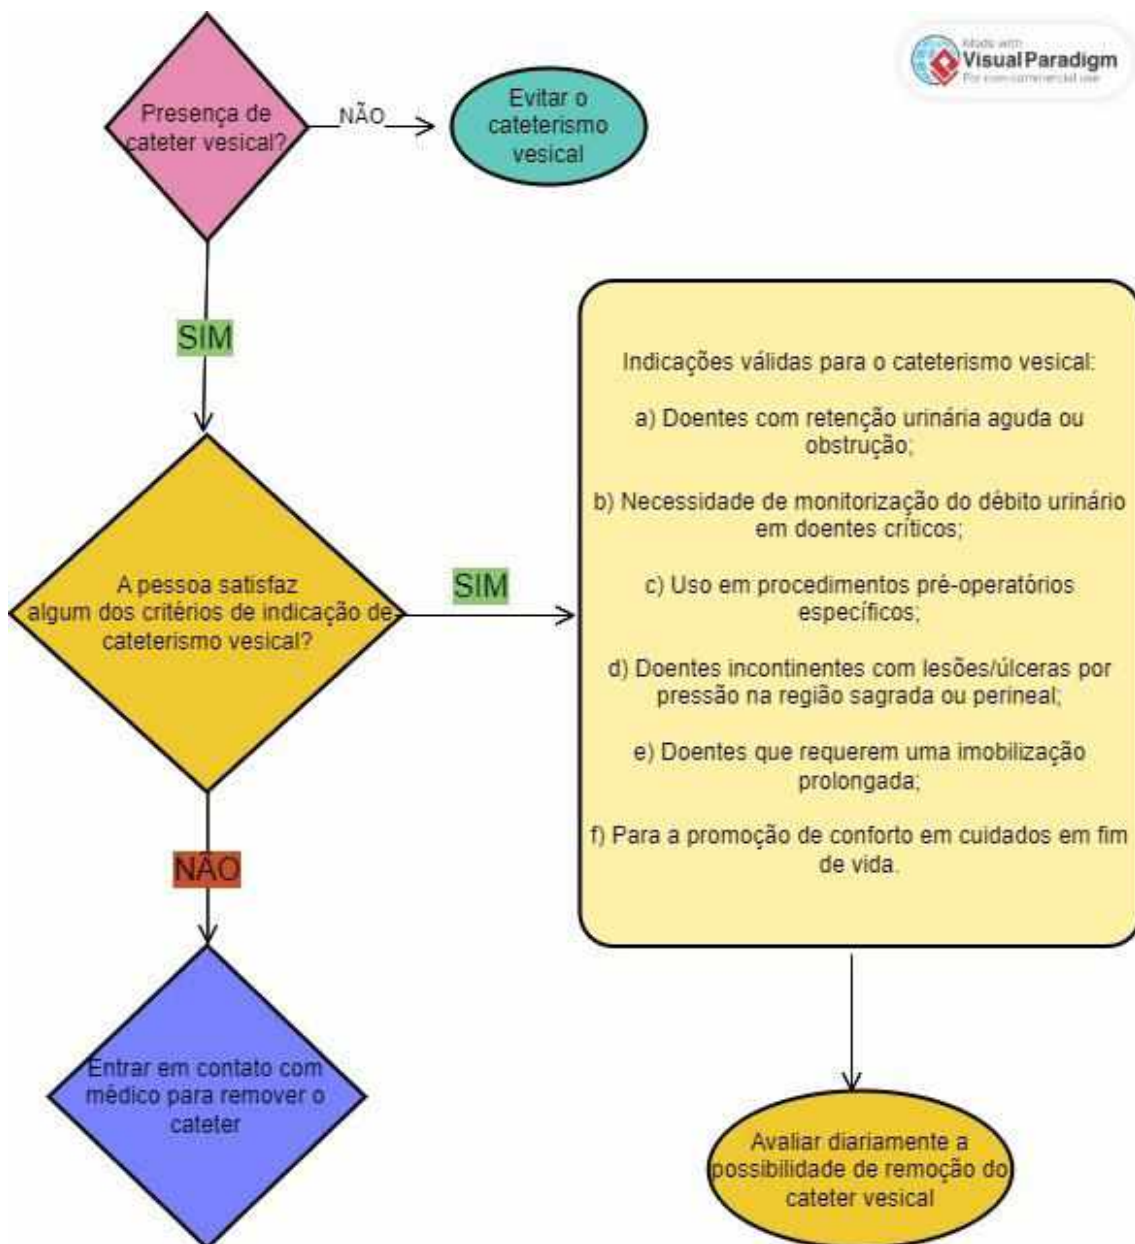 Made with
Visual Paradigm
For non-commercial use
Presença de
cateter vesical?
NÃO
Evitar o
cateterismo
vesical
SIM
A pessoa satisfaz
algum dos critérios de indicação de
cateterismo vesical?
SIM
Indicações válidas para o cateterismo vesical:
a) Doentes com retenção urinária aguda ou
obstrução;
b) Necessidade de monitorização do débito urinário
em doentes críticos;
c) Uso em procedimentos pré-operatórios
específicos;
d) Doentes incontinentes com lesões/úlceras por
pressão na região sagrada ou perineal;
e) Doentes que requerem uma imobilização
prolongada;
f) Para a promoção de conforto em cuidados em fim
de vida.
NÃO
Entrar em contato com
médico para remover o
cateter
Avaliar diariamente a
possibilidade de remoção do
cateter vesical